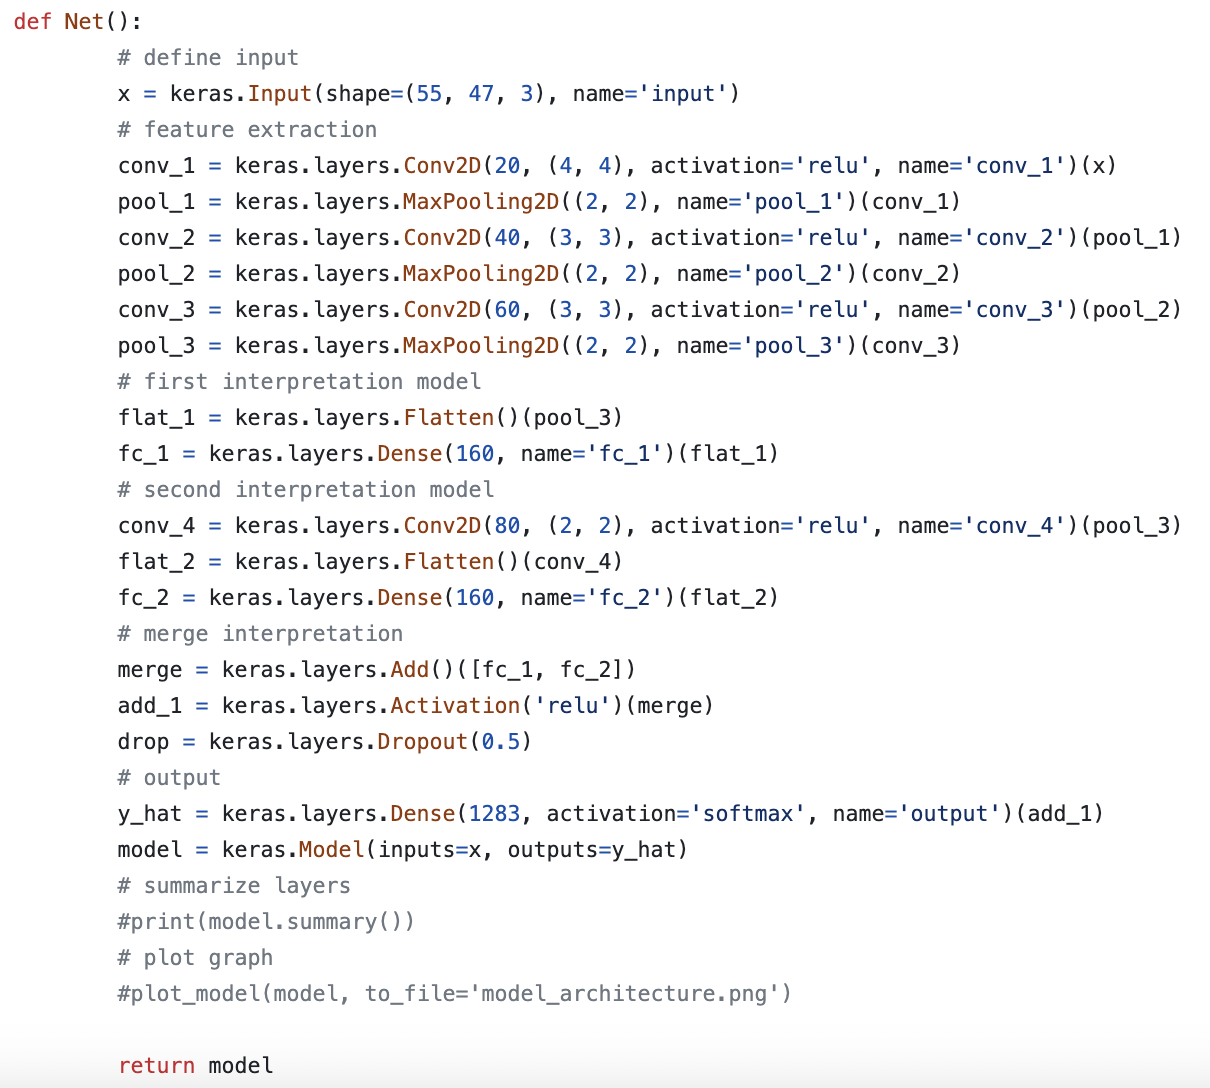 def Net():
        # define input
        x = keras.Input(shape=(55, 47, 3), name='input')
        # feature extraction
        conv_1 = keras.layers.Conv2D(20, (4, 4), activation='relu', name='conv_1')(x)
        pool_1 = keras.layers.MaxPooling2D((2, 2), name='pool_1')(conv_1)
        conv_2 = keras.layers.Conv2D(40, (3, 3), activation='relu', name='conv_2')(pool_1)
        pool_2 = keras.layers.MaxPooling2D((2, 2), name='pool_2')(conv_2)
        conv_3 = keras.layers.Conv2D(60, (3, 3), activation='relu', name='conv_3')(pool_2)
        pool_3 = keras.layers.MaxPooling2D((2, 2), name='pool_3')(conv_3)
        # first interpretation model
        flat_1 = keras.layers.Flatten()(pool_3)
        fc_1 = keras.layers.Dense(160, name='fc_1')(flat_1)
        # second interpretation model
        conv_4 = keras.layers.Conv2D(80, (2, 2), activation='relu', name='conv_4')(pool_3)
        flat_2 = keras.layers.Flatten()(conv_4)
        fc_2 = keras.layers.Dense(160, name='fc_2')(flat_2)
        # merge interpretation
        merge = keras.layers.Add()([fc_1, fc_2])
        add_1 = keras.layers.Activation('relu')(merge)
        drop = keras.layers.Dropout(0.5)
        # output
        y_hat = keras.layers.Dense(1283, activation='softmax', name='output')(add_1)
        model = keras.Model(inputs=x, outputs=y_hat)
        # summarize layers
        #print(model.summary())
        # plot graph
        #plot_model(model, to_file='model_architecture.png')

        return model